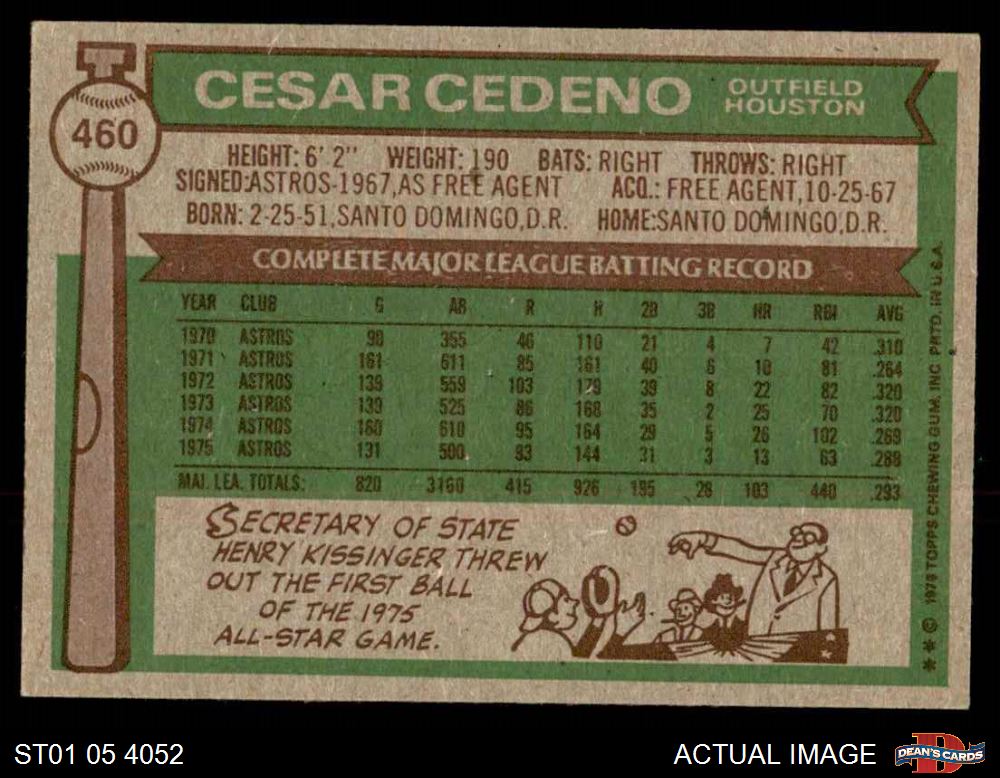 460
CESAR CEDENO
OUTFIELD
HOUSTON
HEIGHT: 6' 2" WEIGHT: 190 BATS: RIGHT THROWS: RIGHT
SIGNED:ASTROS-1967,AS FREE AGENT ACQ.: FREE AGENT,10-25-67
BORN: 2-25-51,SANTO DOMINGO,D.R. HOME:SANTO DOMINGO,D.R.
COMPLETE MAJOR LEAGUE BATTING RECORD
YEAR CLUB G AB R H 2B 3B HR RBI AVG
1970 ASTROS 90 355 46 110 21 4 7 42 .310
1971 ASTROS 161 611 85 161 40 6 10 81 .264
1972 ASTROS 139 559 103 179 39 8 22 82 .320
1973 ASTROS 139 525 86 168 35 2 25 70 .320
1974 ASTROS 160 610 95 164 29 5 26 102 .269
1975 ASTROS 131 500 93 144 31 3 13 63 .288
MAJ. LEA. TOTALS: 820 3160 415 926 195 28 103 440 .293
SECRETARY OF STATE
HENRY KISSINGER THREW
OUT THE FIRST BALL
OF THE 1975
ALL-STAR GAME.
** © 1976 TOPPS CHEWING GUM, INC. PRTD. IN U.S.A.
ST01 05 4052
ACTUAL IMAGE
D
DEAN'S CARDS